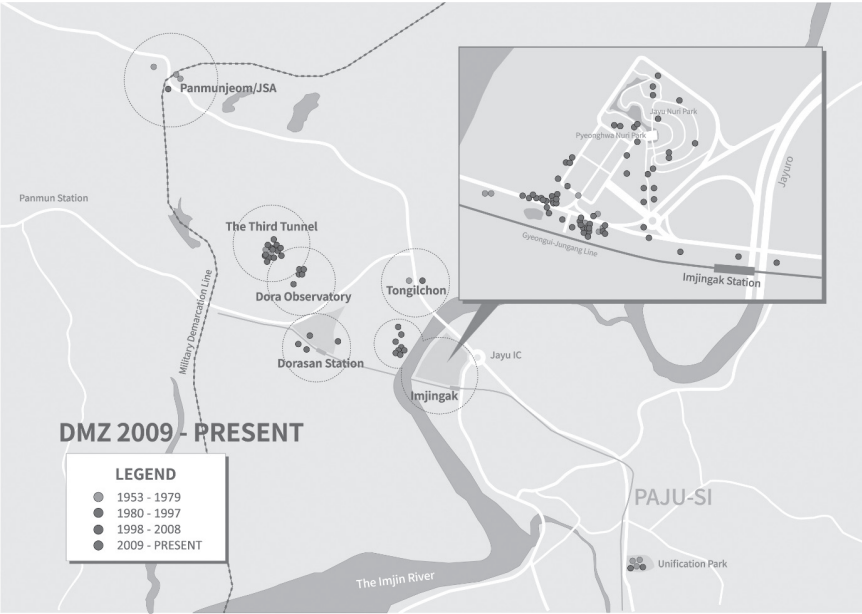 Panmunjeom/JSA
Panmun Station
The Third Tunnel
Dora Observatory
Tongilchon
Military Demarcation Line
Dorasan Station
Imjingak
Jayu IC
Jayu Nuri Park
Pyeonghwa Nuri Park
Jayuro
Gyeongui-Jungang Line
Imjingak Station
DMZ 2009 - PRESENT
LEGEND
1953 - 1979
1980 - 1997
1998 - 2008
2009 - PRESENT
PAJU-SI
Unification Park
The Imjin River